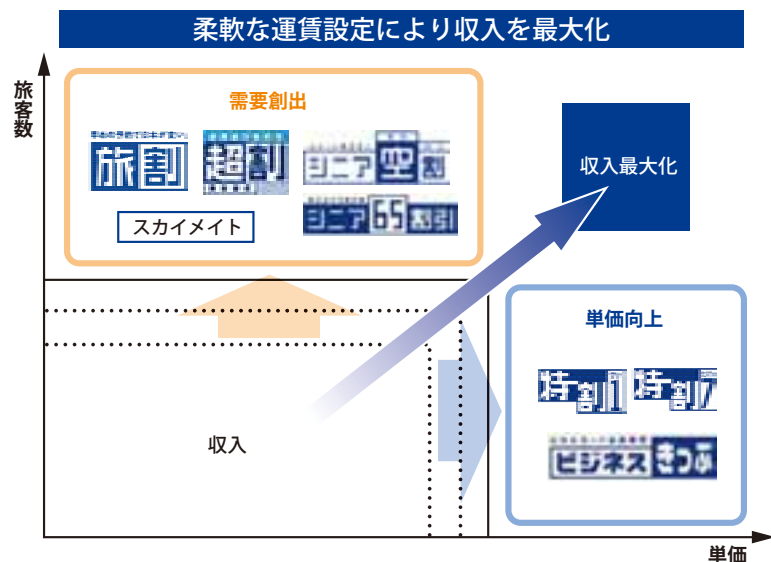 柔軟な運賃設定により収入を最大化
旅客数
需要創出
旅割
超割
シニア空割
シニア65割引
スカイメイト
収入最大化
単価向上
特割1
特割7
ビジネスきっぷ
収入
単価